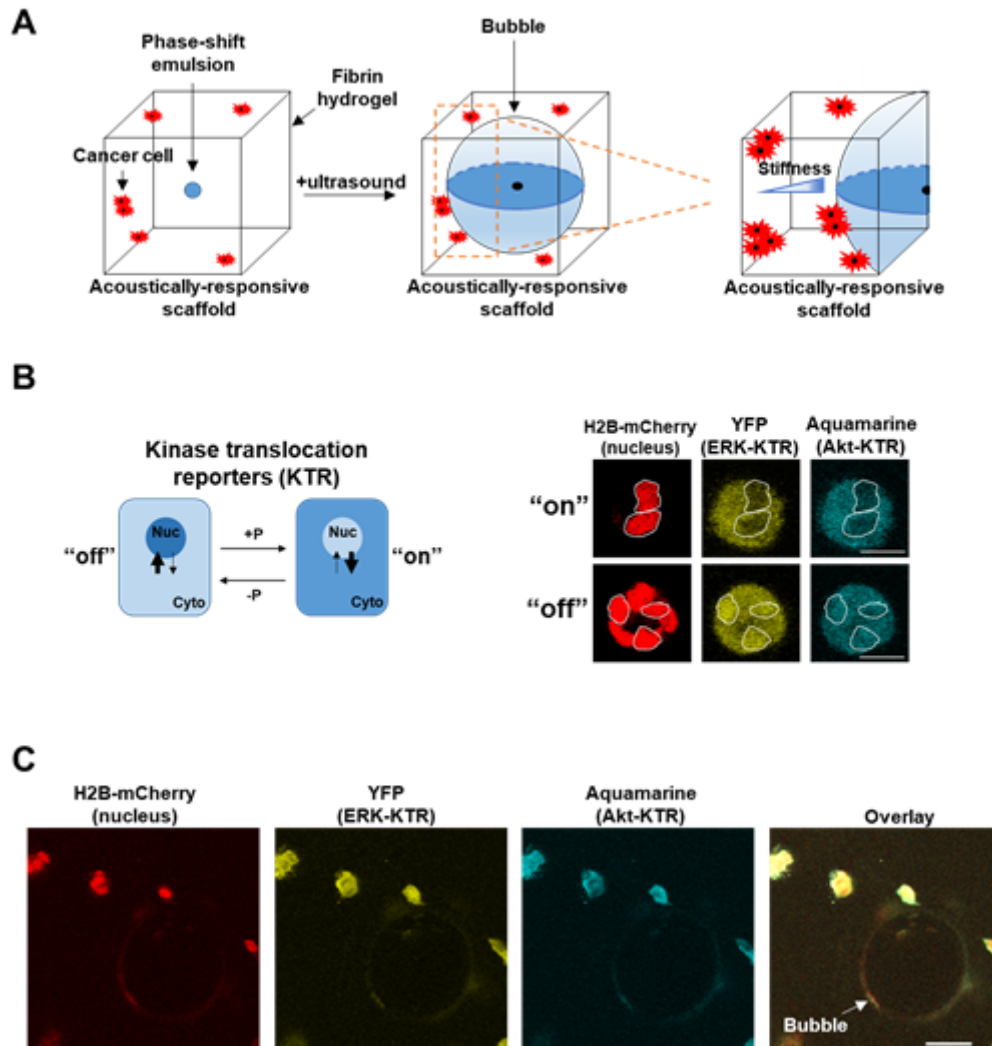 A
Phase-shift
emulsion
Fibrin
hydrogel
Cancer cell
Acoustically-responsive
scaffold
+ultrasound
Bubble
Acoustically-responsive
scaffold
Stiffness
Acoustically-responsive
scaffold
B
Kinase translocation
reporters (KTR)
"off"
Nuc
Cyto
+P
-P
Nuc
Cyto
"on"
H2B-mCherry
(nucleus)
YFP
(ERK-KTR)
Aquamarine
(Akt-KTR)
"on"
"off"
C
H2B-mCherry
(nucleus)
YFP
(ERK-KTR)
Aquamarine
(Akt-KTR)
Overlay
Bubble